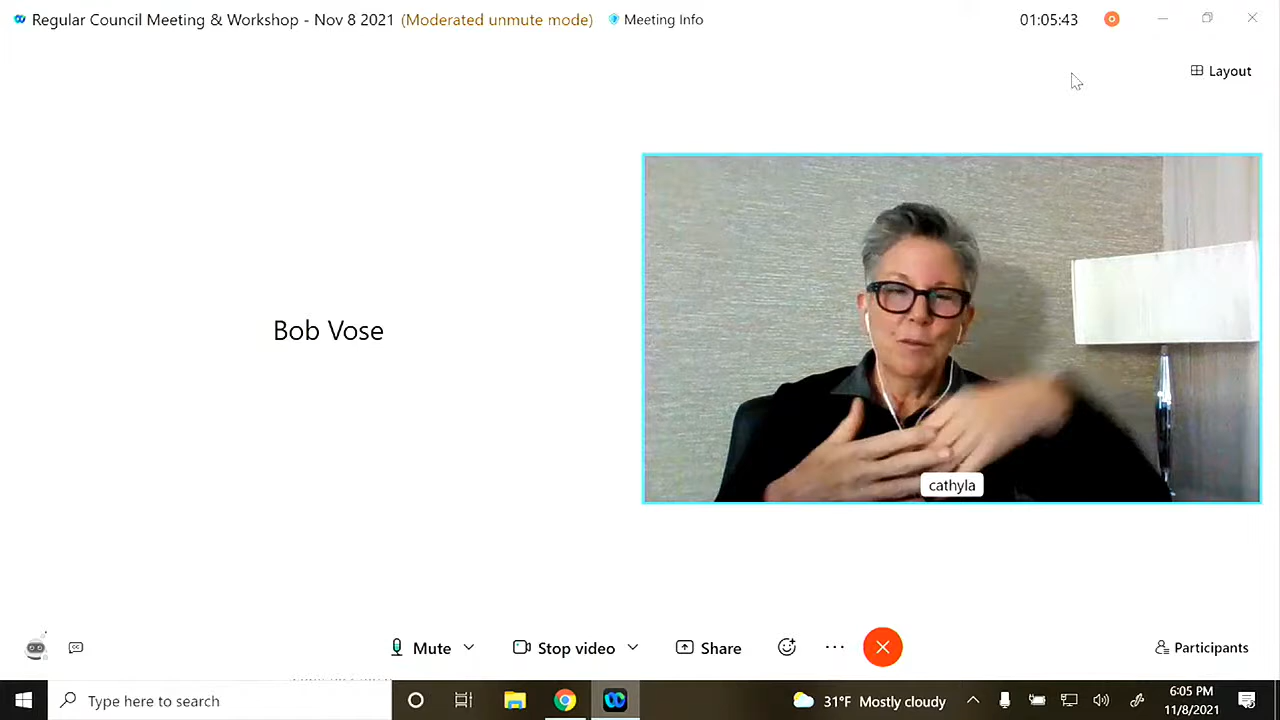 Regular Council Meeting & Workshop - Nov 8 2021 (Moderated unmute mode) Meeting Info 01:05:43
Layout
Bob Vose
cathyla
Mute Stop video Share Participants
Type here to search 31°F Mostly cloudy 6:05 PM
11/8/2021